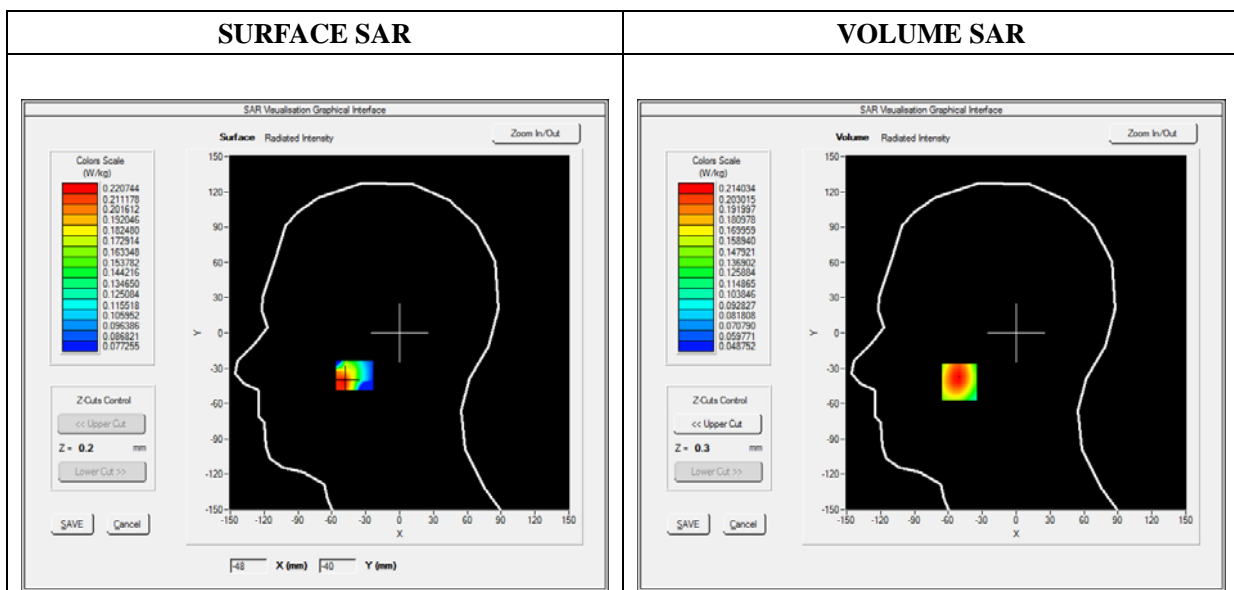 SURFACE SAR
VOLUME SAR
SAR Visualisation Graphical Interface
Surface Radiated Intensity
Zoom In/Out
Colors Scale
(W/kg)
0.220744
0.211178
0.201612
0.192046
0.182480
0.172914
0.163348
0.153782
0.144216
0.134650
0.125084
0.115518
0.105952
0.096386
0.086821
0.077255
Z-Cuts Control
<< Upper Cut
Z = 0.2 mm
Lower Cut >>
SAVE Cancel
150
120
90
60
30
0
-30
-60
-90
-120
-150
Y
-150 -120 -90 -60 -30 0 30 60 90 120 150
X
-48 X (mm) -40 Y (mm)
SAR Visualisation Graphical Interface
Volume Radiated Intensity
Zoom In/Out
Colors Scale
(W/kg)
0.214034
0.203015
0.191997
0.180978
0.169959
0.158940
0.147921
0.136902
0.125884
0.114865
0.103846
0.092827
0.081808
0.070790
0.059771
0.048752
Z-Cuts Control
<< Upper Cut
Z = 0.3 mm
Lower Cut >>
SAVE Cancel
150
120
90
60
30
0
-30
-60
-90
-120
-150
Y
-150 -120 -90 -60 -30 0 30 60 90 120 150
X